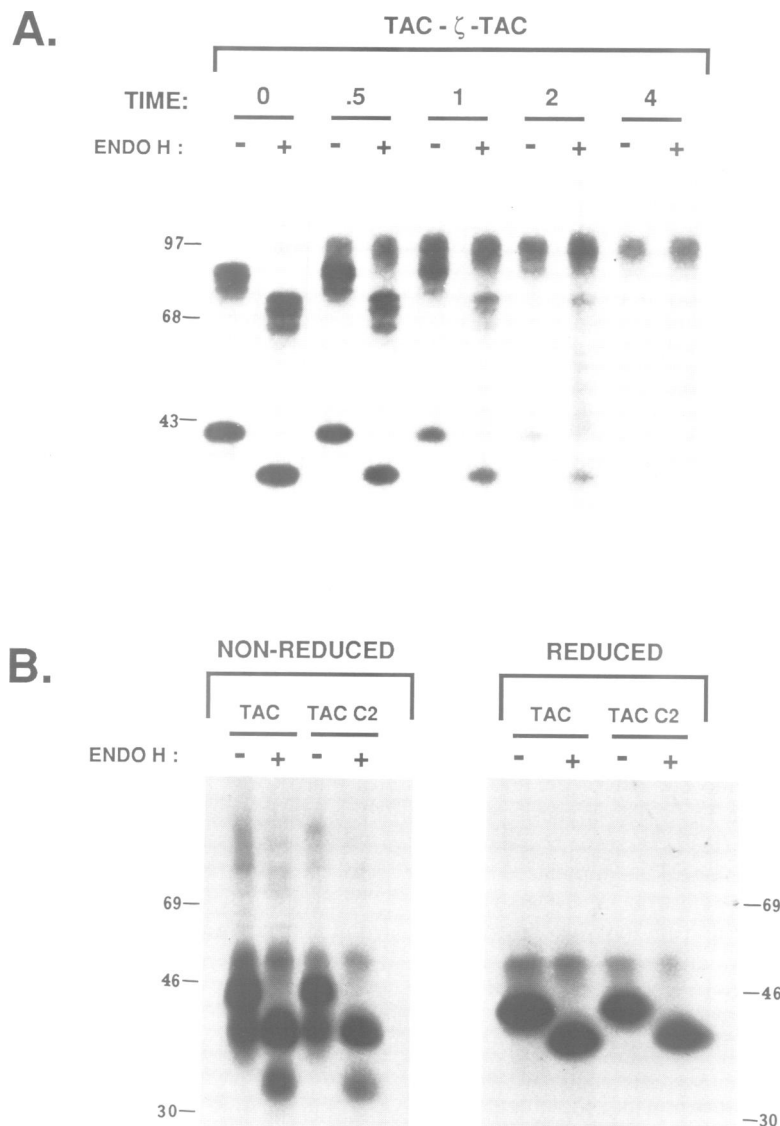 A.
TAC - ζ -TAC
TIME: 0 .5 1 2 4
ENDO H : - + - + - + - + - +
97—
68—
43—
B.
NON-REDUCED REDUCED
TAC TAC C2 TAC TAC C2
ENDO H : - + - + - + - +
69— —69
46— —46
30— —30